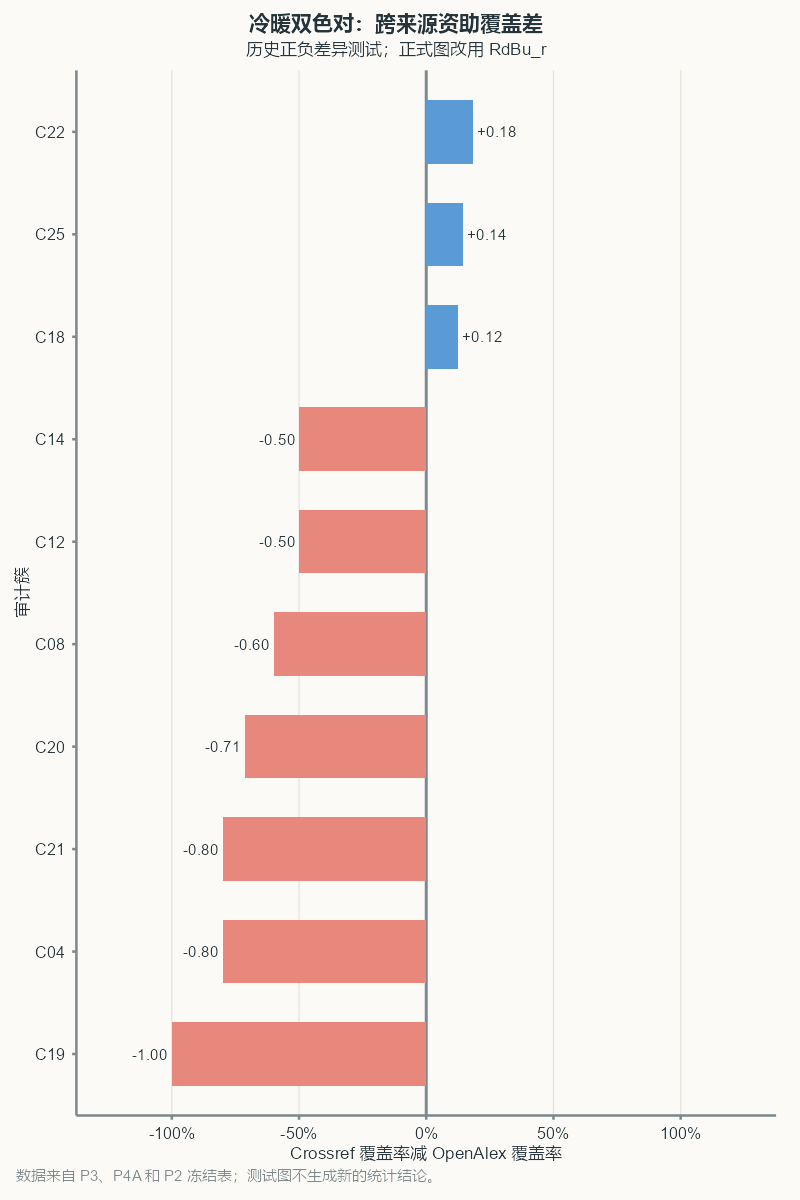 冷暖双色对：跨来源资助覆盖差
历史正负差异测试；正式图改用 RdBu_r
C22
+0.18
C25
+0.14
C18
+0.12
C14
-0.50
C12
-0.50
审计簇
C08
-0.60
C20
-0.71
C21
-0.80
C04
-0.80
C19
-1.00
-100%
-50%
0%
50%
100%
Crossref 覆盖率减 OpenAlex 覆盖率
数据来自 P3、P4A 和 P2 冻结表；测试图不生成新的统计结论。